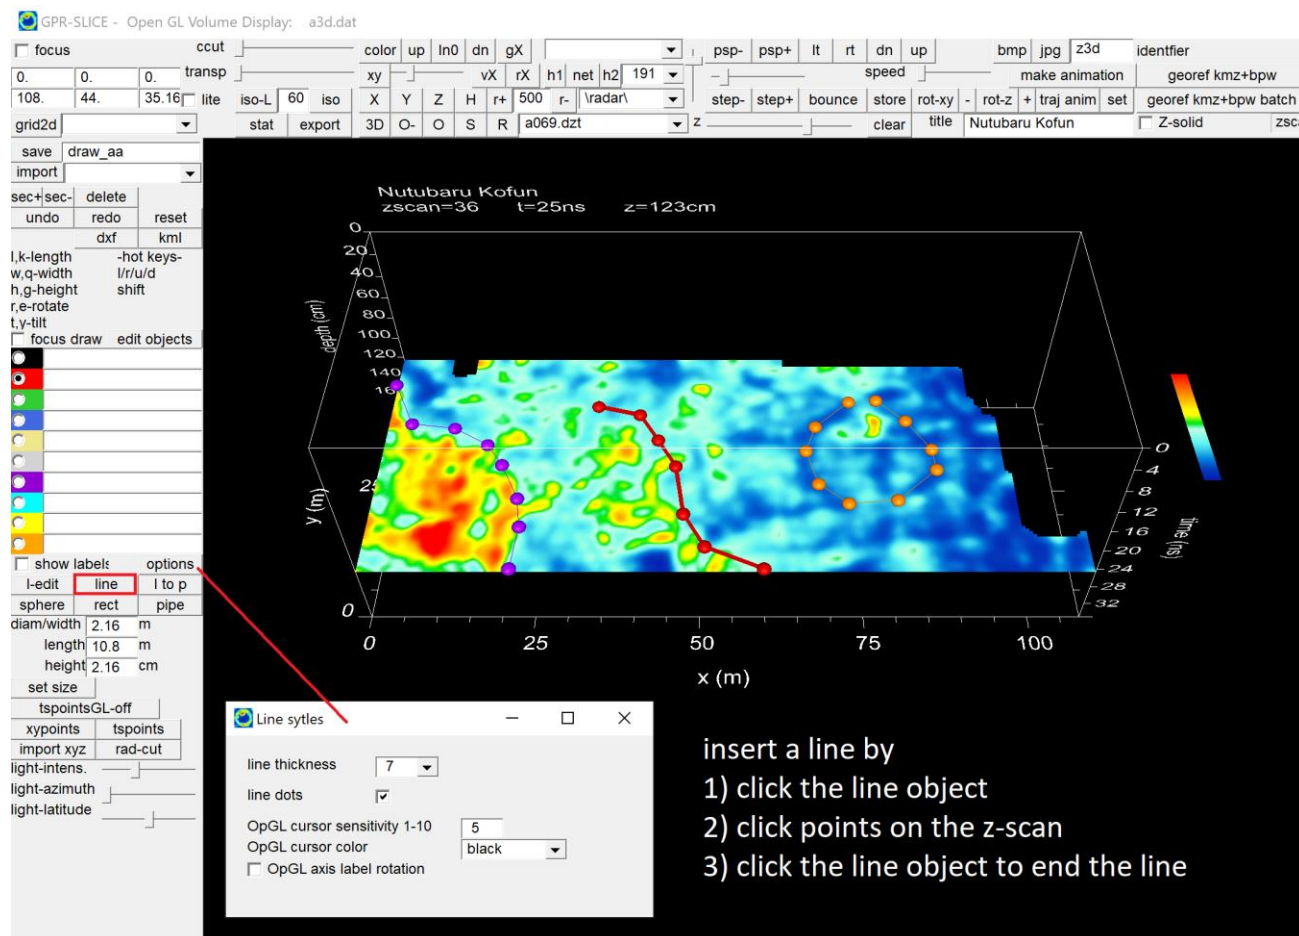 GPR-SLICE - Open GL Volume Display: a3d.dat
focus ccut color up ln0 dn gX psp- psp+ lt rt dn up bmp jpg z3d identfier
0. 0. 0. transp xy vX rX h1 net h2 191 speed make animation georef kmz+bpw
108. 44. 35.16 lite iso-L 60 iso X Y Z H r+ 500 r- \radar\ step- step+ bounce store rot-xy - rot-z + traj anim set georef kmz+bpw batch
grid2d stat export 3D O- O S R a069.dzt z clear title Nutubaru Kofun Z-solid zsc
save draw_aa
import
sec+ sec- delete
undo redo reset
dxf kml
l,k-length -hot keys-
w,q-width l/r/u/d
h,g-height shift
r,e-rotate
t,y-tilt
focus draw edit objects
show labels options
l-edit line l to p
sphere rect pipe
diam/width 2.16 m
length 10.8 m
height 2.16 cm
set size
tspointsGL-off
xypoints tspoints
import xyz rad-cut
light-intens.
light-azimuth
light-latitude
Nutubaru Kofun
zscan=36 t=25ns z=123cm
0
20
40
60
80
100
120
140
16
depth (cm)
25
y (m)
0
0 25 50 75 100
x (m)
0
4
8
12
16
20
24
28
32
time (ns)
Line sytles
line thickness 7
line dots
OpGL cursor sensitivity 1-10 5
OpGL cursor color black
OpGL axis label rotation
insert a line by
1) click the line object
2) click points on the z-scan
3) click the line object to end the line